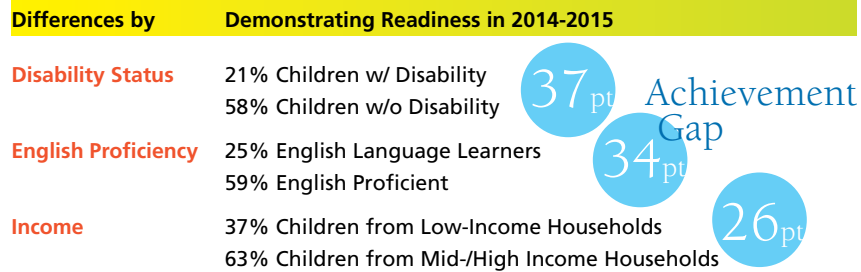 Differences by Demonstrating Readiness in 2014-2015
Disability Status 21% Children w/ Disability
58% Children w/o Disability
37pt
Achievement
Gap
English Proficiency 25% English Language Learners
59% English Proficient
34pt
Income 37% Children from Low-Income Households
63% Children from Mid-/High Income Households
26pt